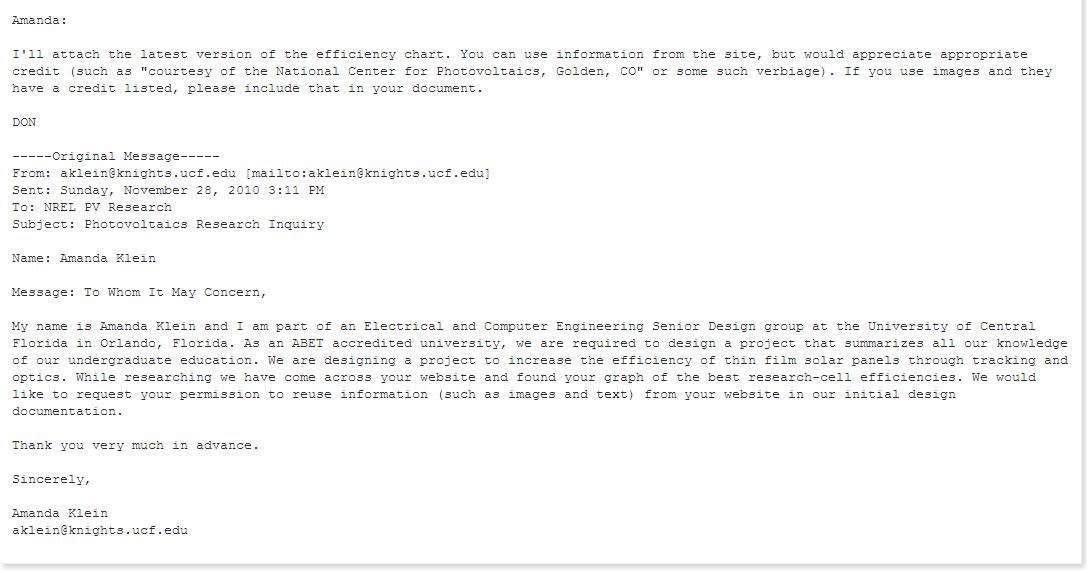 Amanda:
I'll attach the latest version of the efficiency chart. You can use information from the site, but would appreciate appropriate
credit (such as "courtesy of the National Center for Photovoltaics, Golden, CO" or some such verbiage). If you use images and they
have a credit listed, please include that in your document.
DON
-----Original Message-----
From: aklein@knights.ucf.edu [mailto:aklein@knights.ucf.edu]
Sent: Sunday, November 28, 2010 3:11 PM
To: NREL PV Research
Subject: Photovoltaics Research Inquiry
Name: Amanda Klein
Message: To Whom It May Concern,
My name is Amanda Klein and I am part of an Electrical and Computer Engineering Senior Design group at the University of Central
Florida in Orlando, Florida. As an ABET accredited university, we are required to design a project that summarizes all our knowledge
of our undergraduate education. We are designing a project to increase the efficiency of thin film solar panels through tracking and
optics. While researching we have come across your website and found your graph of the best research-cell efficiencies. We would
like to request your permission to reuse information (such as images and text) from your website in our initial design
documentation.
Thank you very much in advance.
Sincerely,
Amanda Klein
aklein@knights.ucf.edu